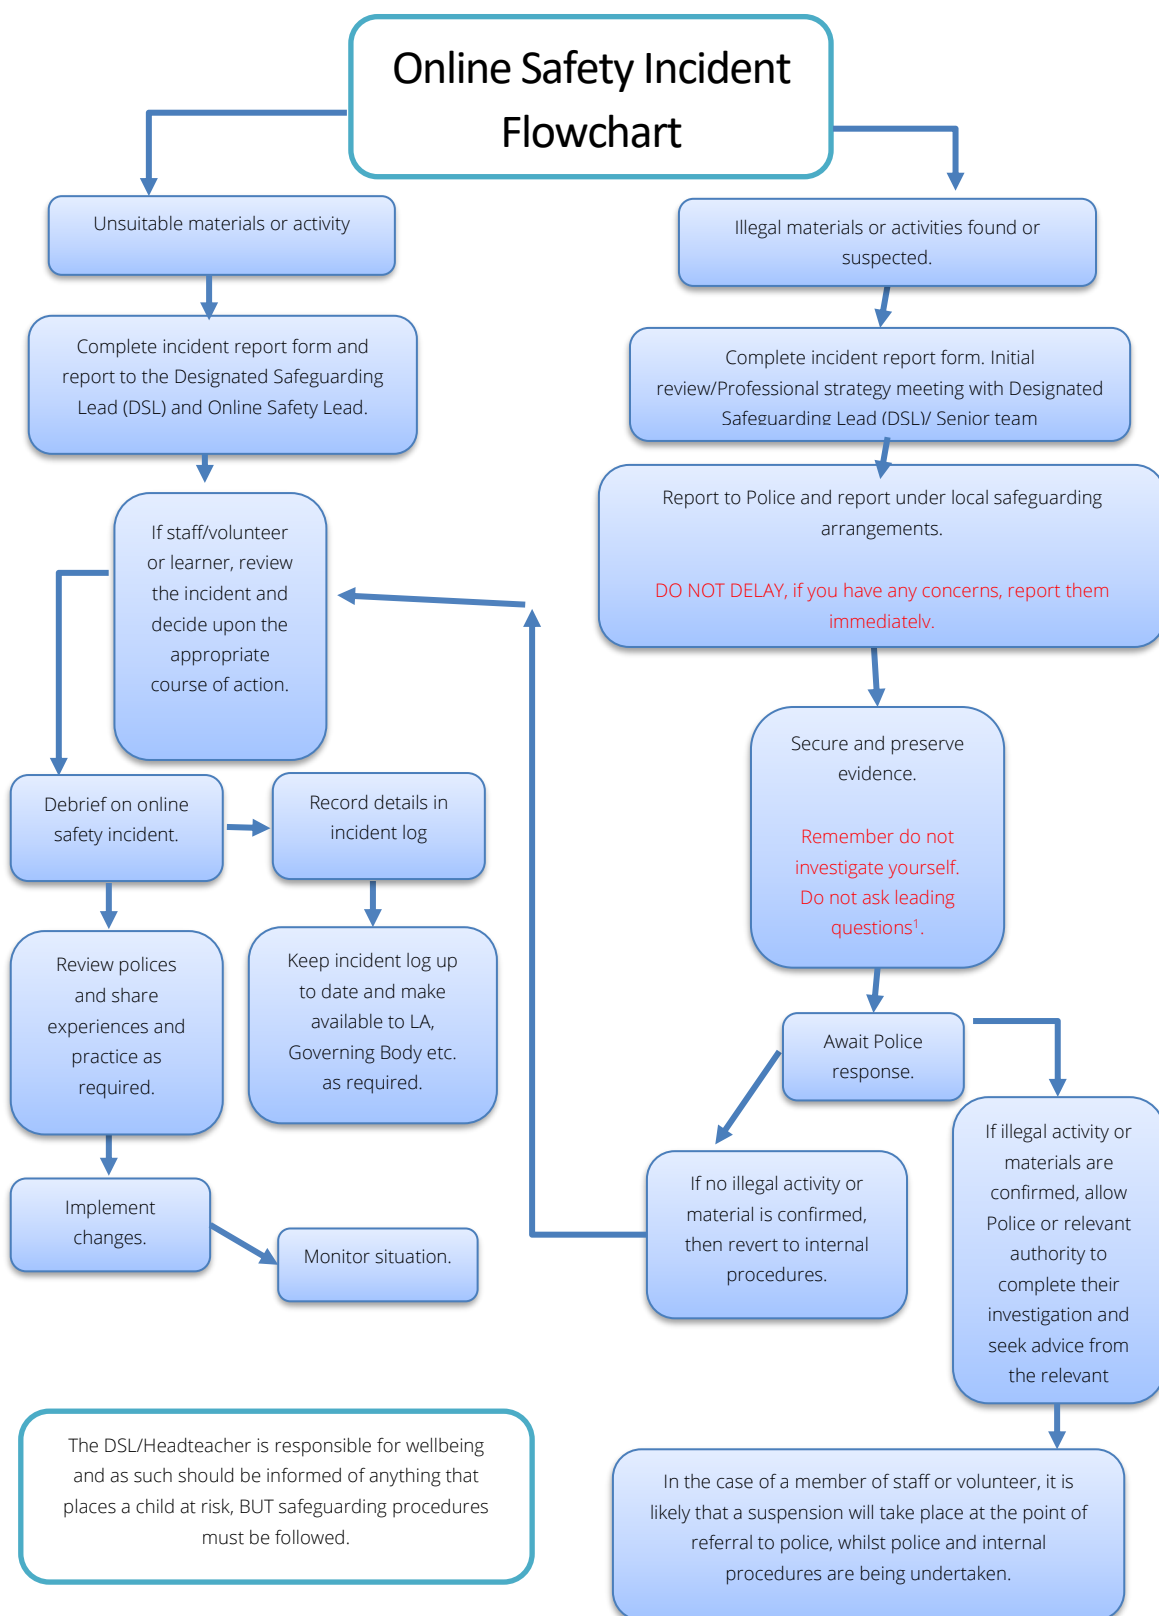 Online Safety Incident
Flowchart
Unsuitable materials or activity
Complete incident report form and
report to the Designated Safeguarding
Lead (DSL) and Online Safety Lead.
If staff/volunteer
or learner, review
the incident and
decide upon the
appropriate
course of action.
Debrief on online
safety incident.
Record details in
incident log
Review polices
and share
experiences and
practice as
required.
Keep incident log up
to date and make
available to LA,
Governing Body etc.
as required.
Implement
changes.
Monitor situation.
The DSL/Headteacher is responsible for wellbeing
and as such should be informed of anything that
places a child at risk, BUT safeguarding procedures
must be followed.
Illegal materials or activities found or
suspected.
Complete incident report form. Initial
review/Professional strategy meeting with Designated
Safeguarding Lead (DSL)/ Senior team
Report to Police and report under local safeguarding
arrangements.
DO NOT DELAY, if you have any concerns, report them
immediately.
Secure and preserve
evidence.
Remember do not
investigate yourself.
Do not ask leading
questions¹.
Await Police
response.
If no illegal activity or
material is confirmed,
then revert to internal
procedures.
If illegal activity or
materials are
confirmed, allow
Police or relevant
authority to
complete their
investigation and
seek advice from
the relevant
In the case of a member of staff or volunteer, it is
likely that a suspension will take place at the point of
referral to police, whilst police and internal
procedures are being undertaken.